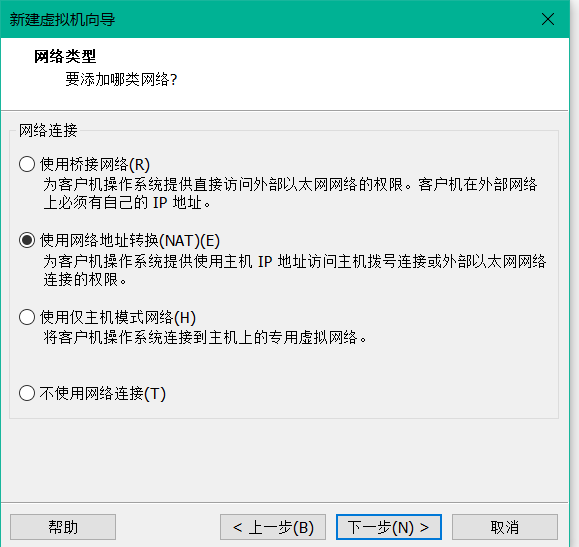 新建虚拟机向导
网络类型
要添加哪类网络?
网络连接
使用桥接网络(R)
为客户机操作系统提供直接访问外部以太网网络的权限。客户机在外部网络
上必须有自己的 IP 地址。
使用网络地址转换(NAT)(E)
为客户机操作系统提供使用主机 IP 地址访问主机拨号连接或外部以太网网络
连接的权限。
使用仅主机模式网络(H)
将客户机操作系统连接到主机上的专用虚拟网络。
不使用网络连接(T)
帮助
< 上一步(B)
下一步(N) >
取消